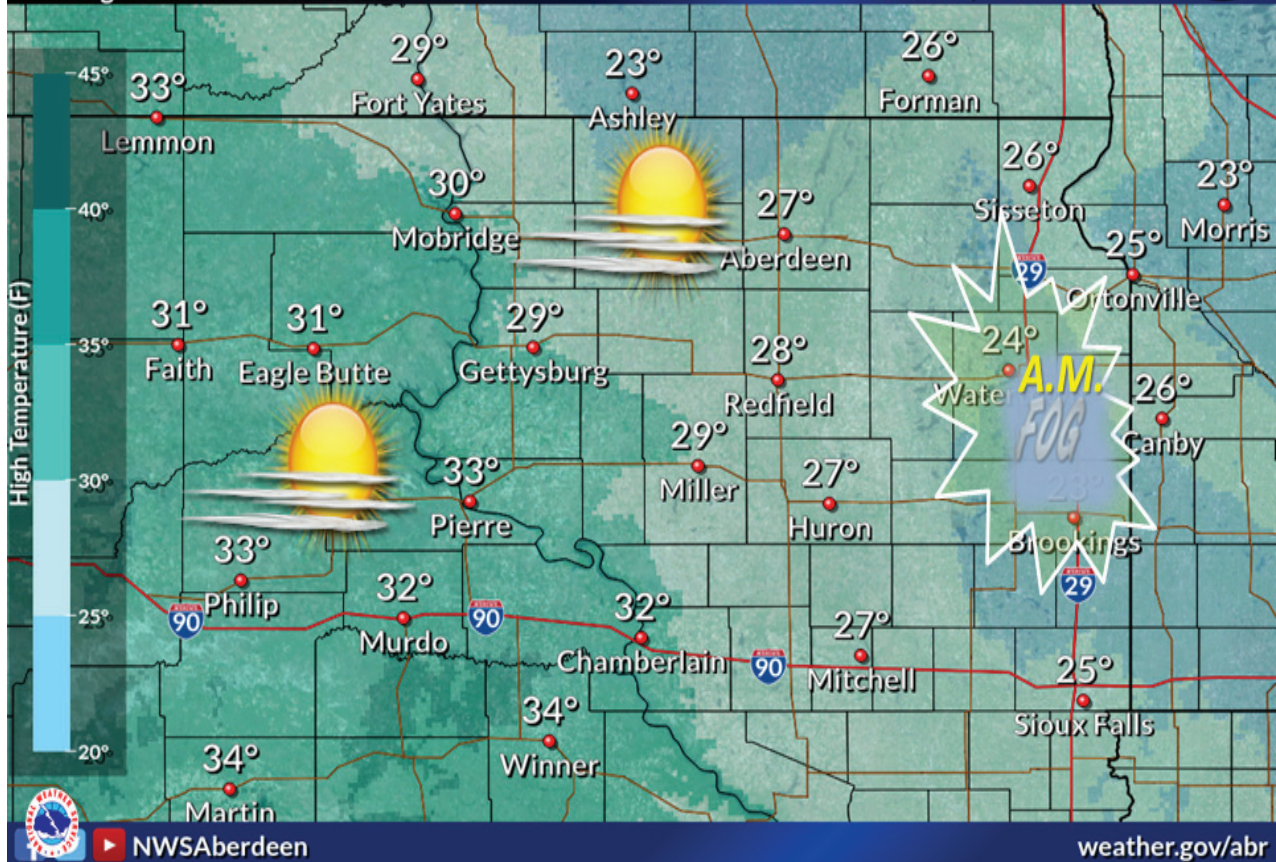 High Temperature (F)
45°
40°
35°
30°
25°
20°
33°
Lemmon
29°
Fort Yates
23°
Ashley
26°
Forman
30°
Mobridge
27°
Aberdeen
26°
Sisseton
23°
Morris
29
25°
Ortonville
31°
Faith
31°
Eagle Butte
29°
Gettysburg
28°
Redfield
24°
Wate
A.M.
FOG
26°
Canby
29°
Miller
33°
Pierre
27°
Huron
23°
Brookings
29
33°
Philip
90
32°
Murdo
90
32°
Chamberlain
90
27°
Mitchell
25°
Sioux Falls
34°
Winner
34°
Martin
NWSAberdeen
weather.gov/abr